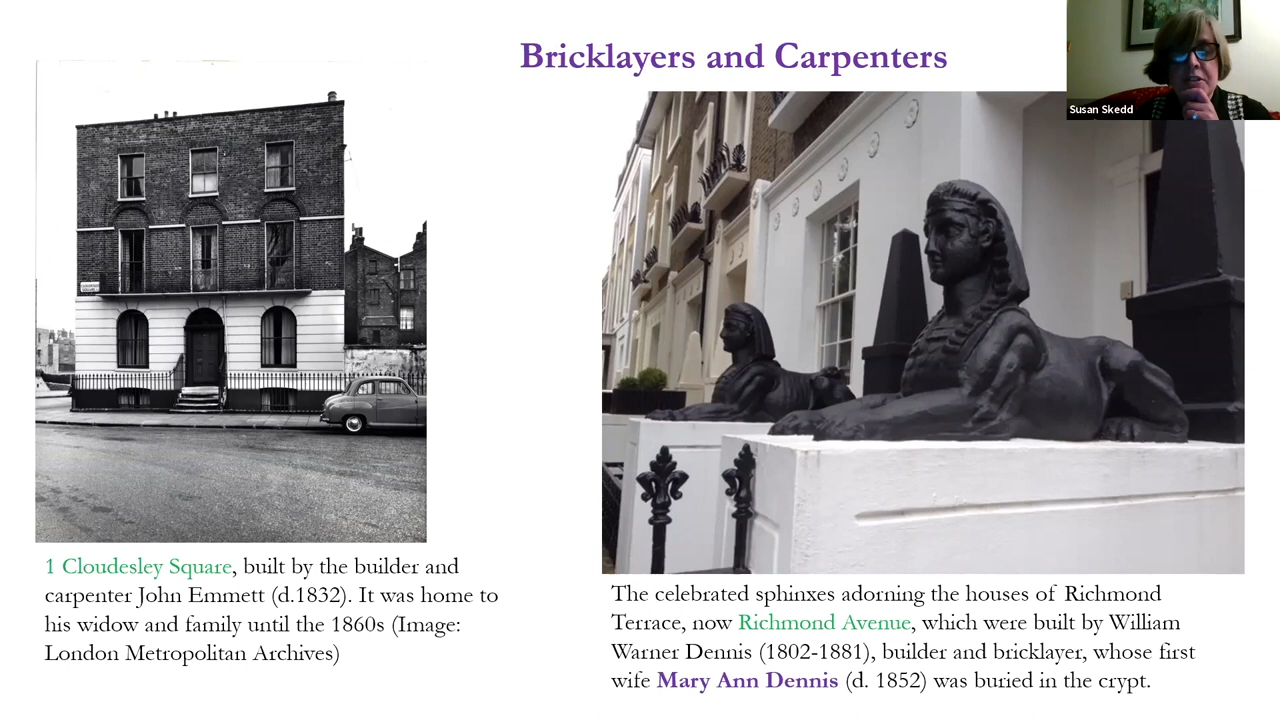 Bricklayers and Carpenters
Susan Skedd
1 Cloudesley Square, built by the builder and
carpenter John Emmett (d.1832). It was home to
his widow and family until the 1860s (Image:
London Metropolitan Archives)
The celebrated sphinxes adorning the houses of Richmond
Terrace, now Richmond Avenue, which were built by William
Warner Dennis (1802-1881), builder and bricklayer, whose first
wife Mary Ann Dennis (d. 1852) was buried in the crypt.